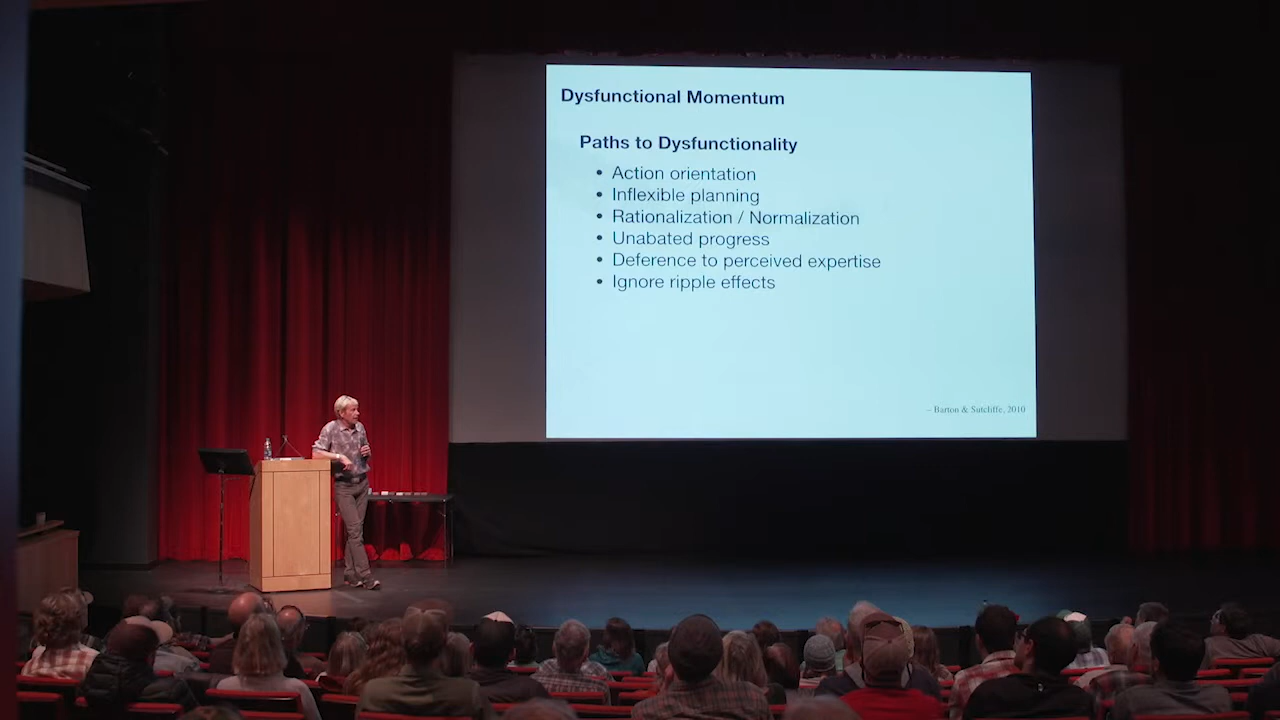 Dysfunctional Momentum
Paths to Dysfunctionality
• Action orientation
• Inflexible planning
• Rationalization / Normalization
• Unabated progress
• Deference to perceived expertise
• Ignore ripple effects
– Barton & Sutcliffe, 2010